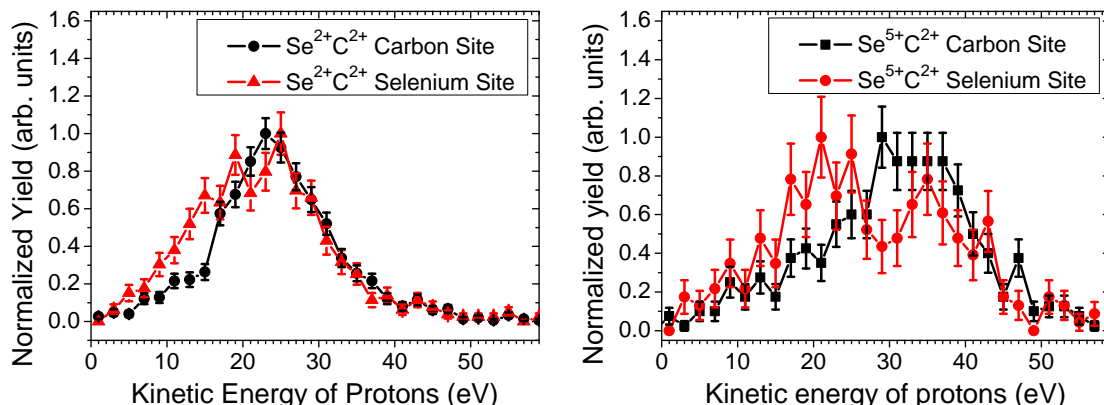 Se²⁺C²⁺ Carbon Site
Se²⁺C²⁺ Selenium Site
Normalized Yield (arb. units)
1.6
1.4
1.2
1.0
0.8
0.6
0.4
0.2
0.0
0 10 20 30 40 50
Kinetic Energy of Protons (eV)
Se⁵⁺C²⁺ Carbon Site
Se⁵⁺C²⁺ Selenium Site
Normalized yield (arb. units)
1.6
1.4
1.2
1.0
0.8
0.6
0.4
0.2
0.0
0 10 20 30 40 50
Kinetic energy of protons (eV)